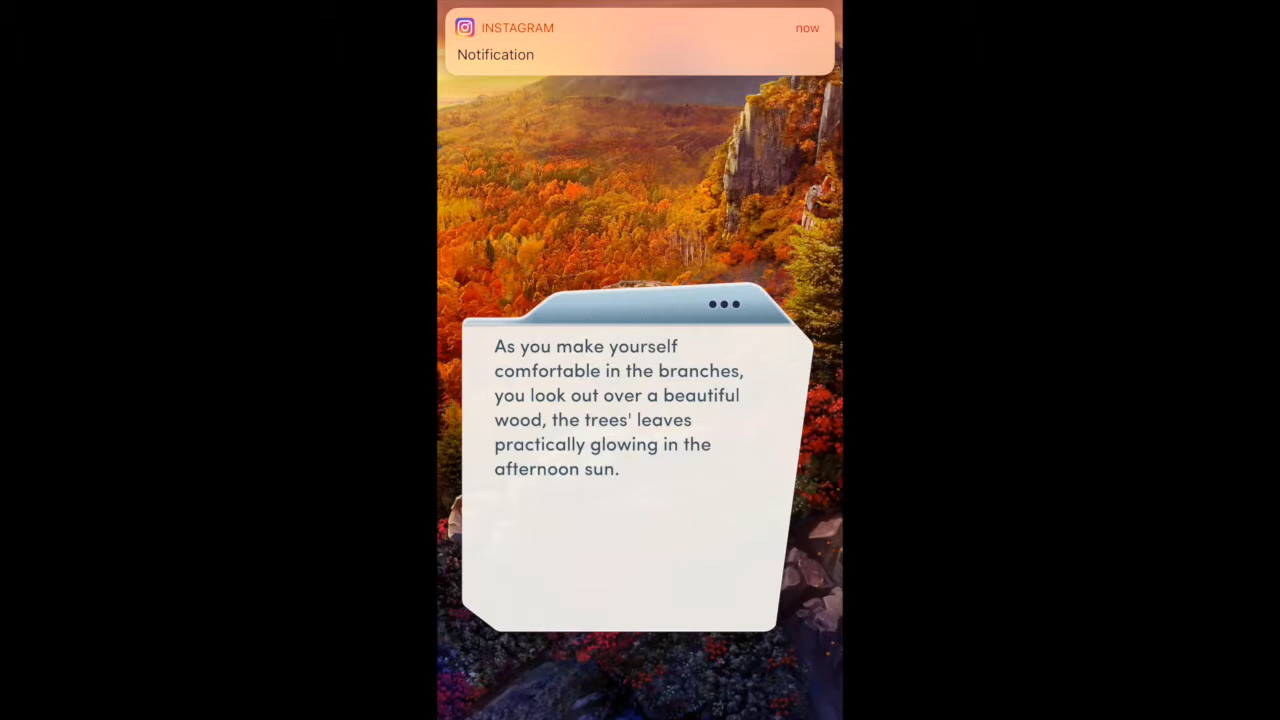 INSTAGRAM now
Notification
As you make yourself
comfortable in the branches,
you look out over a beautiful
wood, the trees' leaves
practically glowing in the
afternoon sun.